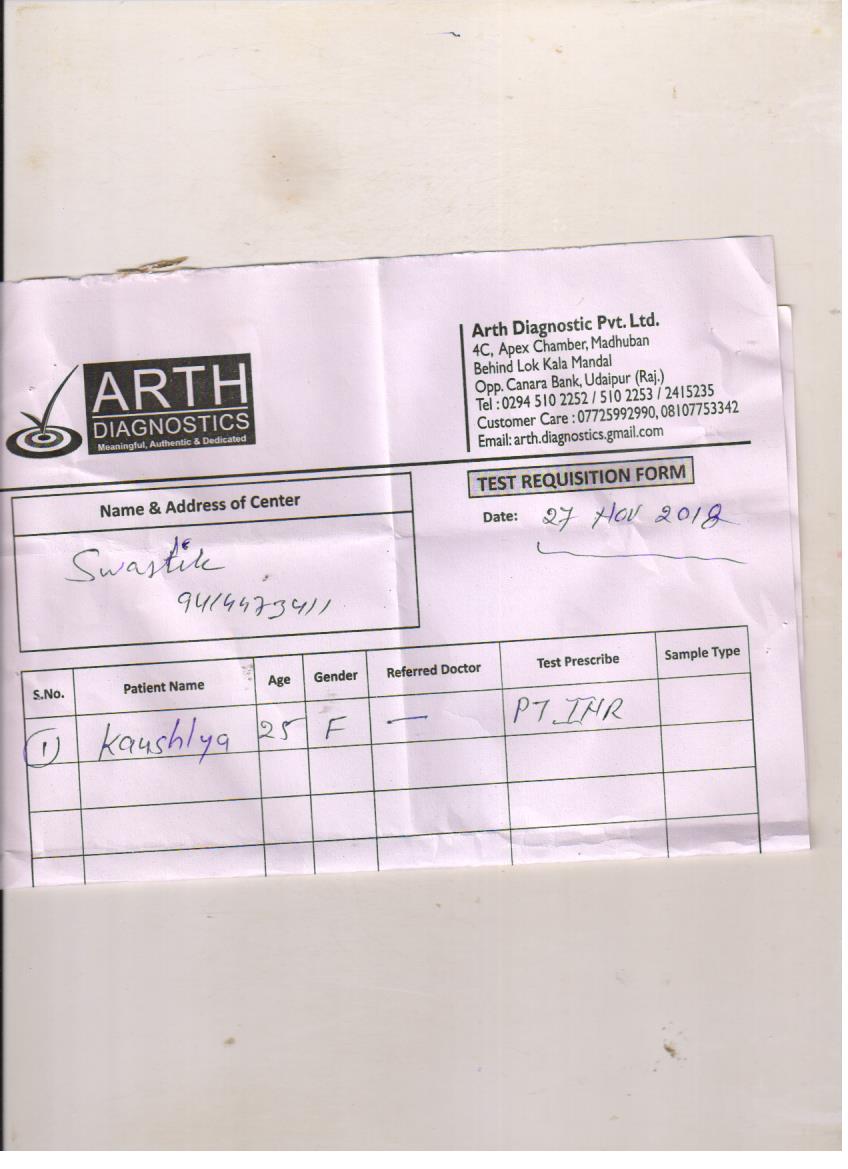 ARTH
DIAGNOSTICS
Meaningful, Authentic & Dedicated
Arth Diagnostic Pvt. Ltd.
4C, Apex Chamber, Madhuban
Behind Lok Kala Mandal
Opp. Canara Bank, Udaipur (Raj.)
Tel : 0294 510 2252 / 510 2253 / 2415235
Customer Care : 07725992990, 08107753342
Email: arth.diagnostics.gmail.com
TEST REQUISITION FORM
Date: 27 NOV 2018
Name & Address of Center
Swastik
9414473411
S.No. Patient Name Age Gender Referred Doctor Test Prescribe Sample Type
1 Kaushlya 25 F — PT INR